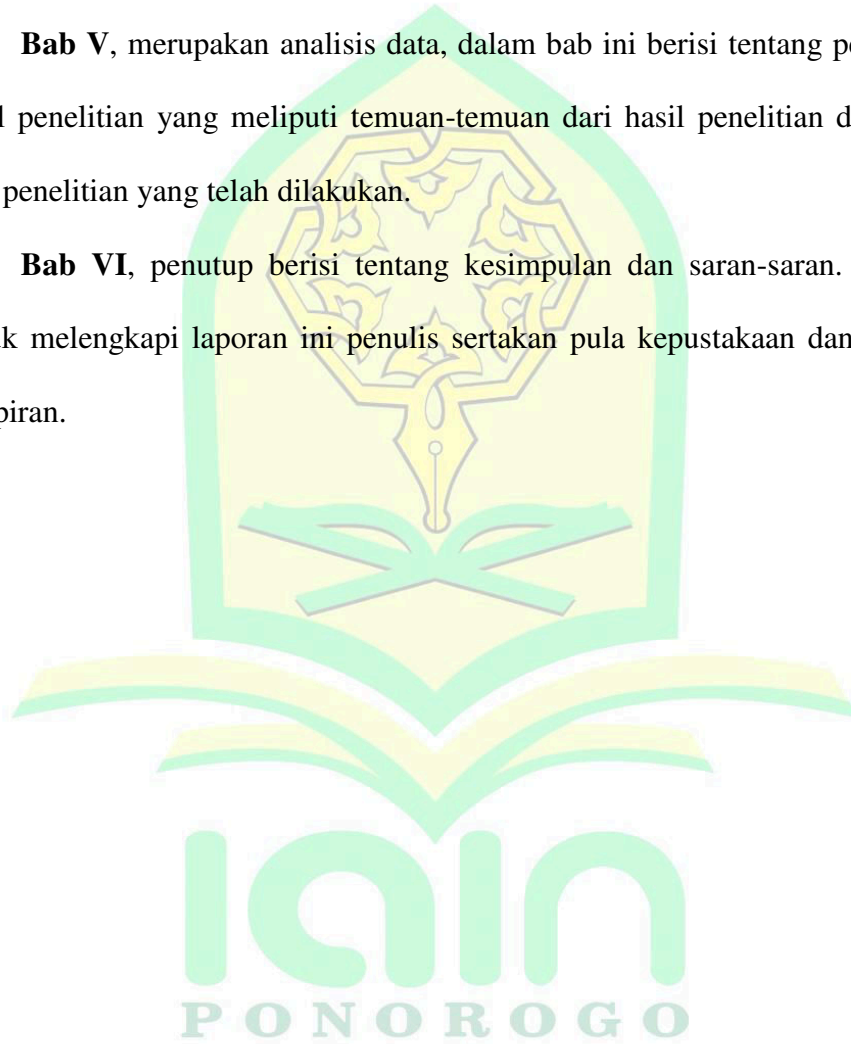 Bab V, merupakan analisis data, dalam bab ini berisi tentang
penelitian yang meliputi temuan-temuan dari hasil penelitian
penelitian yang telah dilakukan.
Bab VI, penutup berisi tentang kesimpulan dan saran-saran.
melengkapi laporan ini penulis sertakan pula kepustakaan dan
iain
PONOROGO